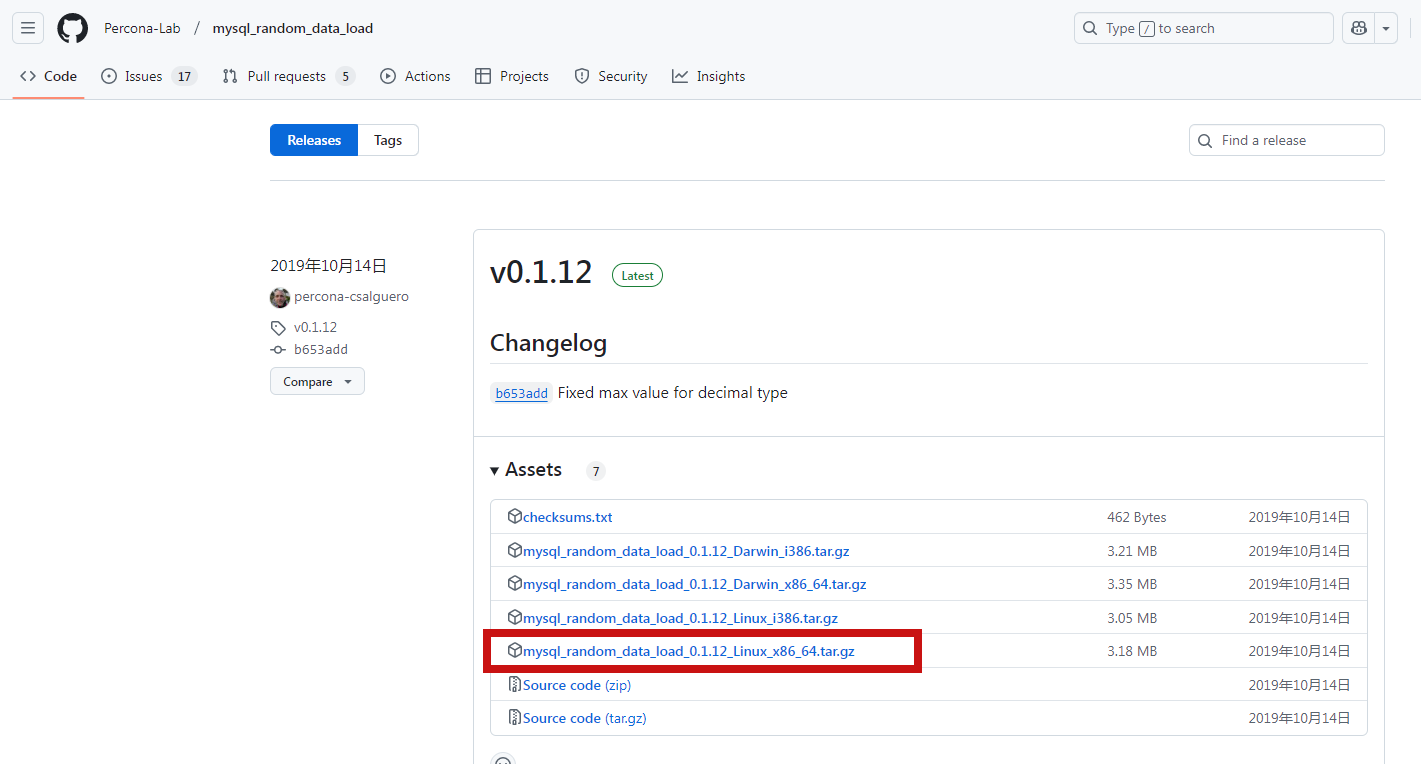 Percona-Lab / mysql_random_data_load
Type / to search
Code Issues 17 Pull requests 5 Actions Projects Security Insights
Releases Tags
Find a release
2019年10月14日
percona-csalguero
v0.1.12
b653add
Compare
v0.1.12 Latest
Changelog
b653add Fixed max value for decimal type
Assets 7
checksums.txt 462 Bytes 2019年10月14日
mysql_random_data_load_0.1.12_Darwin_i386.tar.gz 3.21 MB 2019年10月14日
mysql_random_data_load_0.1.12_Darwin_x86_64.tar.gz 3.35 MB 2019年10月14日
mysql_random_data_load_0.1.12_Linux_i386.tar.gz 3.05 MB 2019年10月14日
mysql_random_data_load_0.1.12_Linux_x86_64.tar.gz 3.18 MB 2019年10月14日
Source code (zip) 2019年10月14日
Source code (tar.gz) 2019年10月14日